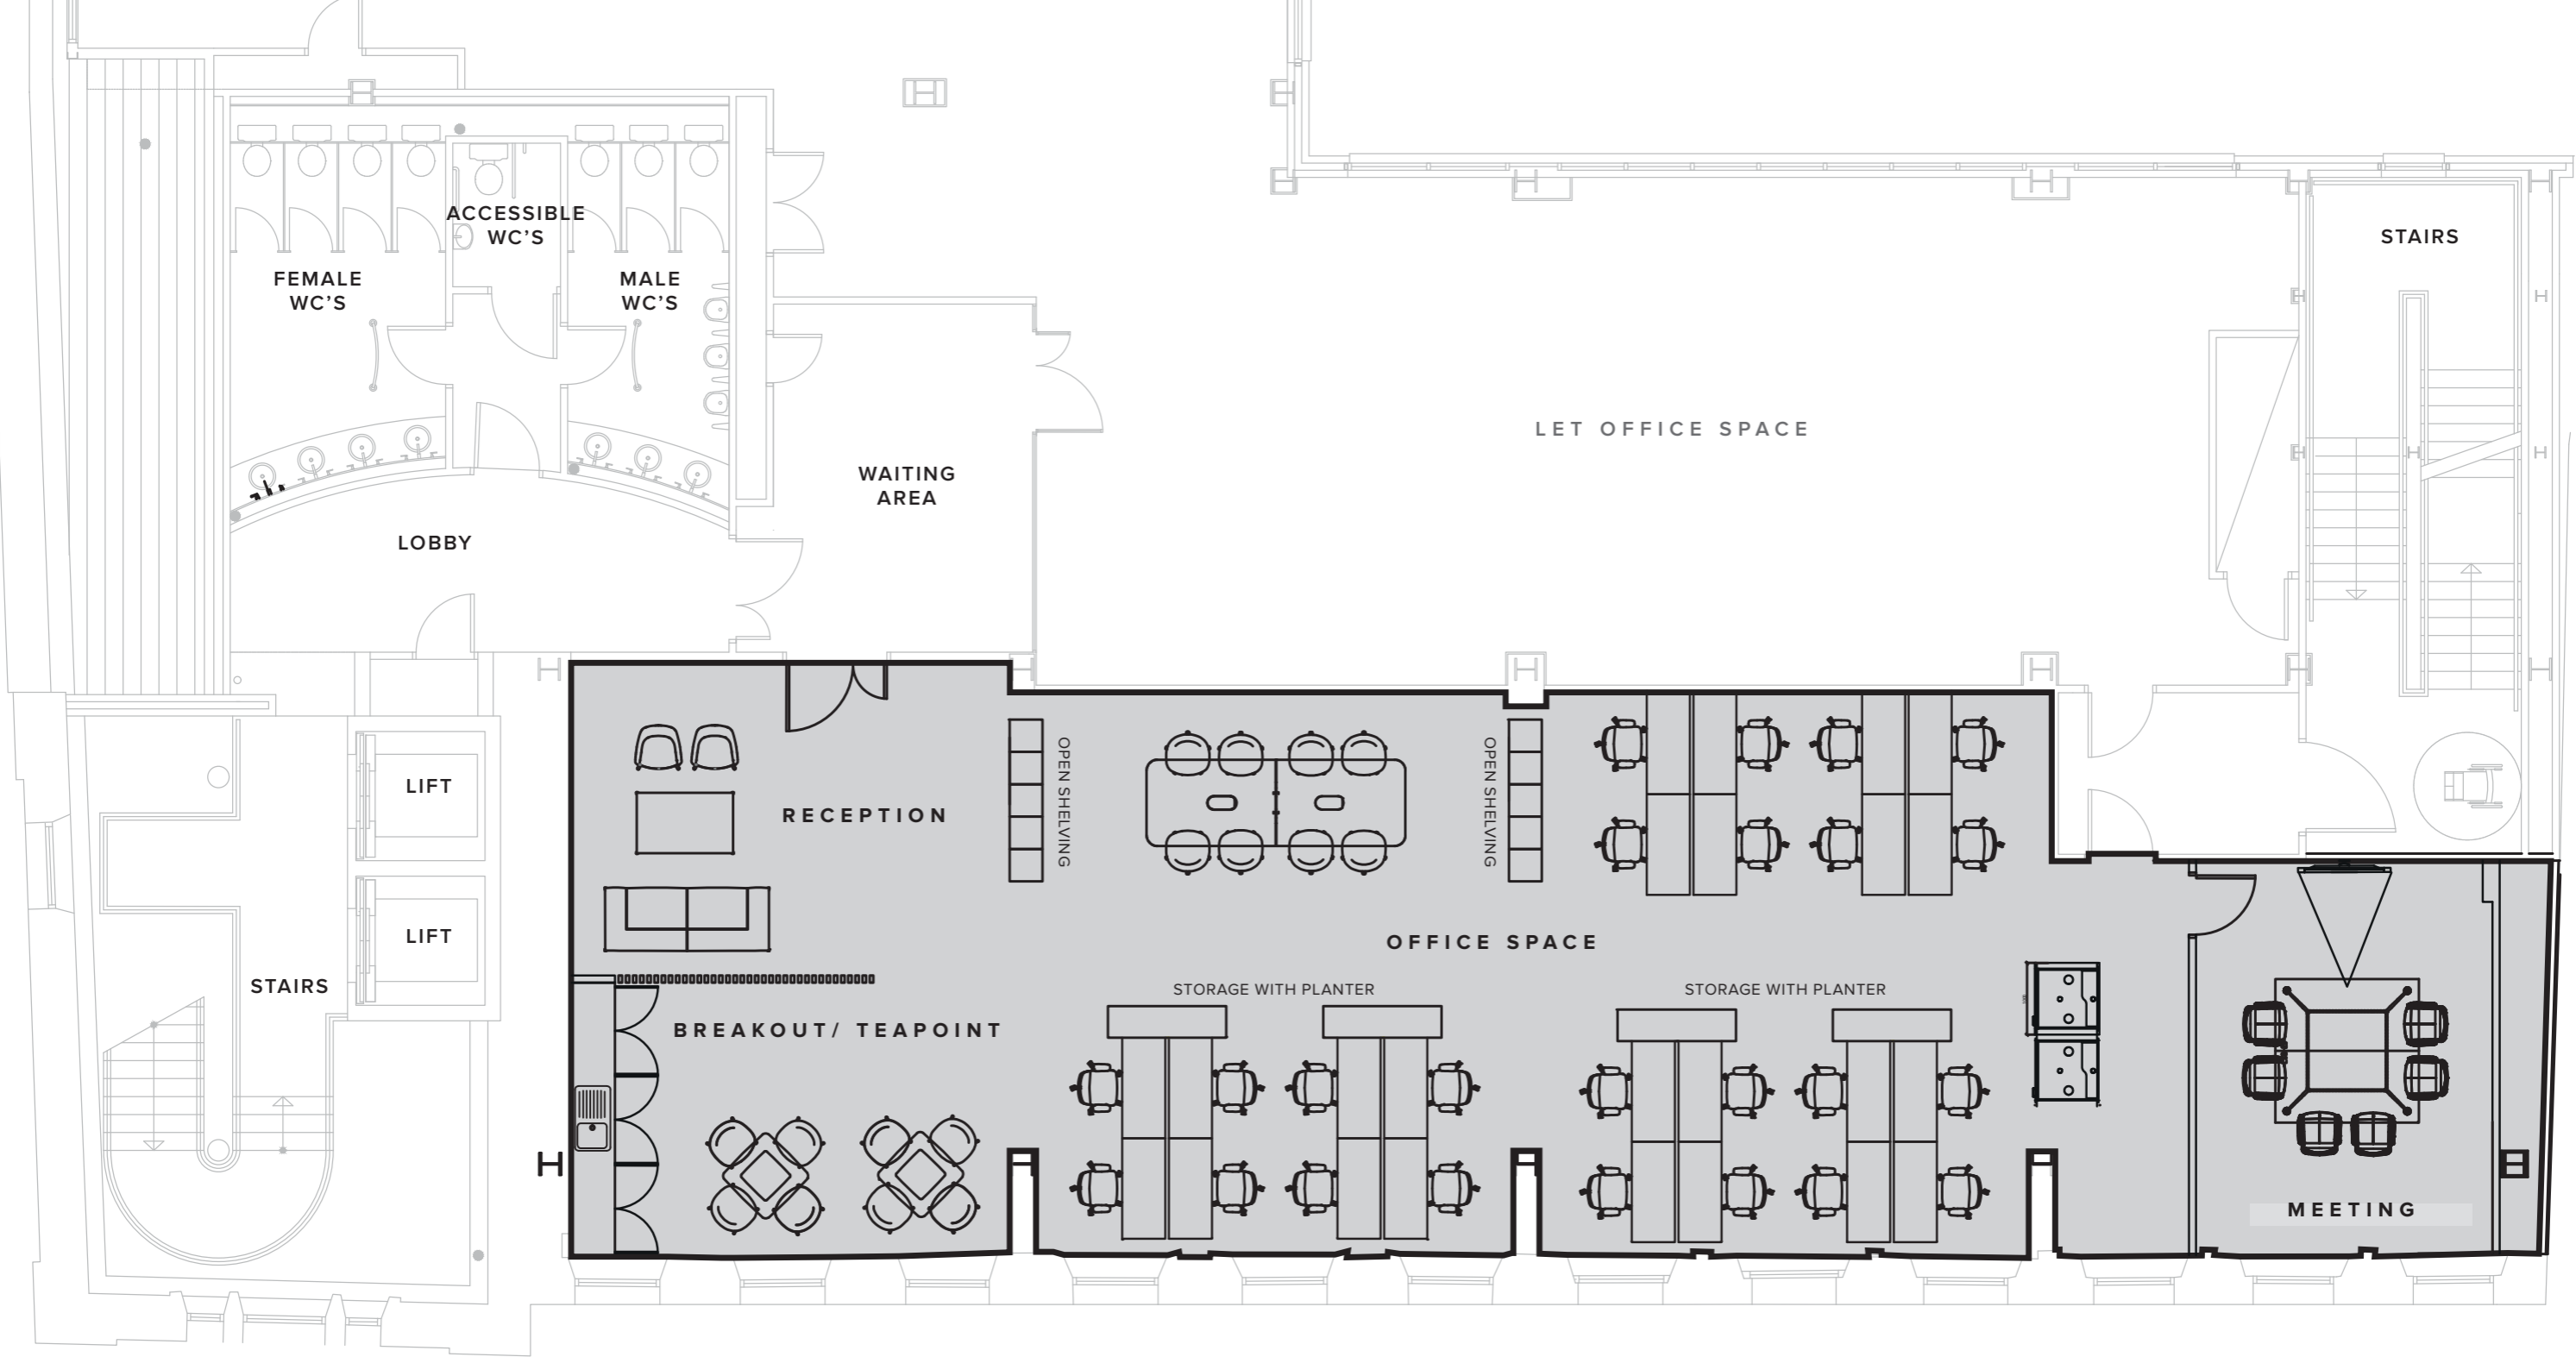 ACCESSIBLE
WC'S
FEMALE
WC'S
MALE
WC'S
STAIRS
LET OFFICE SPACE
WAITING
AREA
LOBBY
LIFT
LIFT
STAIRS
RECEPTION
OPEN SHELVING
OPEN SHELVING
OFFICE SPACE
STORAGE WITH PLANTER
STORAGE WITH PLANTER
BREAKOUT/ TEAPOINT
MEETING